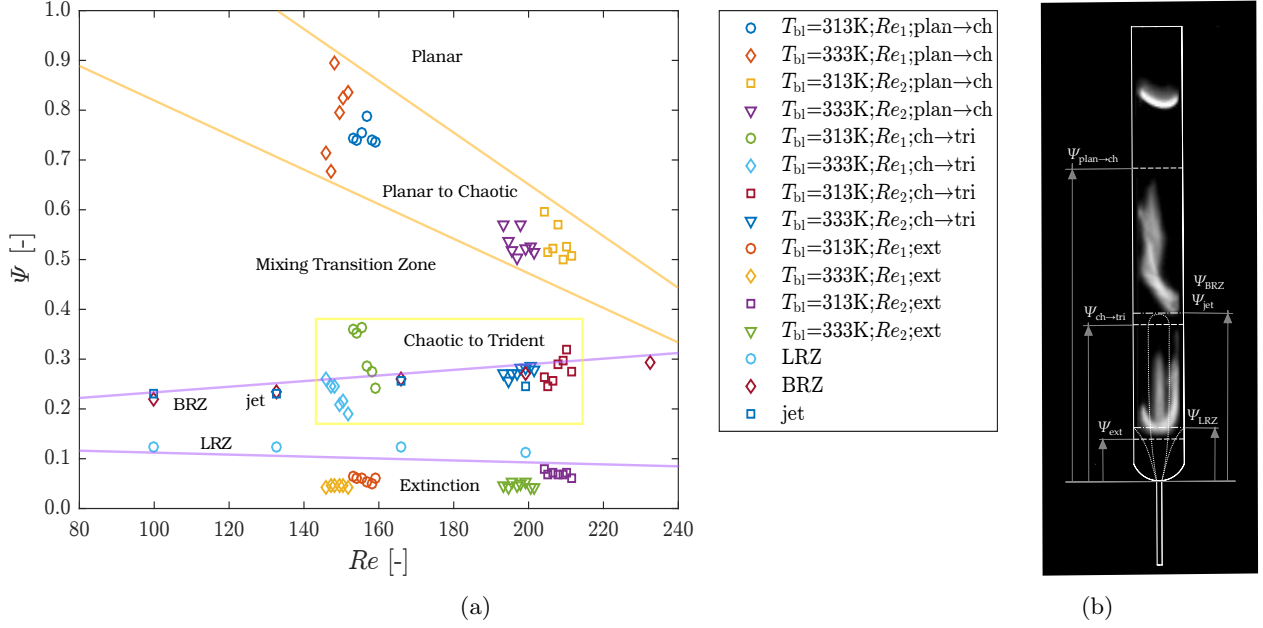 1.0
0.9
0.8
0.7
0.6
0.5
0.4
0.3
0.2
0.1
0.0
Ψ [-]
80 100 120 140 160 180 200 220 240
Re [-]
Planar
Planar to Chaotic
Mixing Transition Zone
Chaotic to Trident
BRZ jet
LRZ
Extinction
T_bl=313K;Re_1;plan→ch
T_bl=333K;Re_1;plan→ch
T_bl=313K;Re_2;plan→ch
T_bl=333K;Re_2;plan→ch
T_bl=313K;Re_1;ch→tri
T_bl=333K;Re_1;ch→tri
T_bl=313K;Re_2;ch→tri
T_bl=333K;Re_2;ch→tri
T_bl=313K;Re_1;ext
T_bl=333K;Re_1;ext
T_bl=313K;Re_2;ext
T_bl=333K;Re_2;ext
LRZ
BRZ
jet
Ψ_plan→ch
Ψ_BRZ
Ψ_jet
Ψ_ch→tri
Ψ_LRZ
Ψ_ext
(a)
(b)